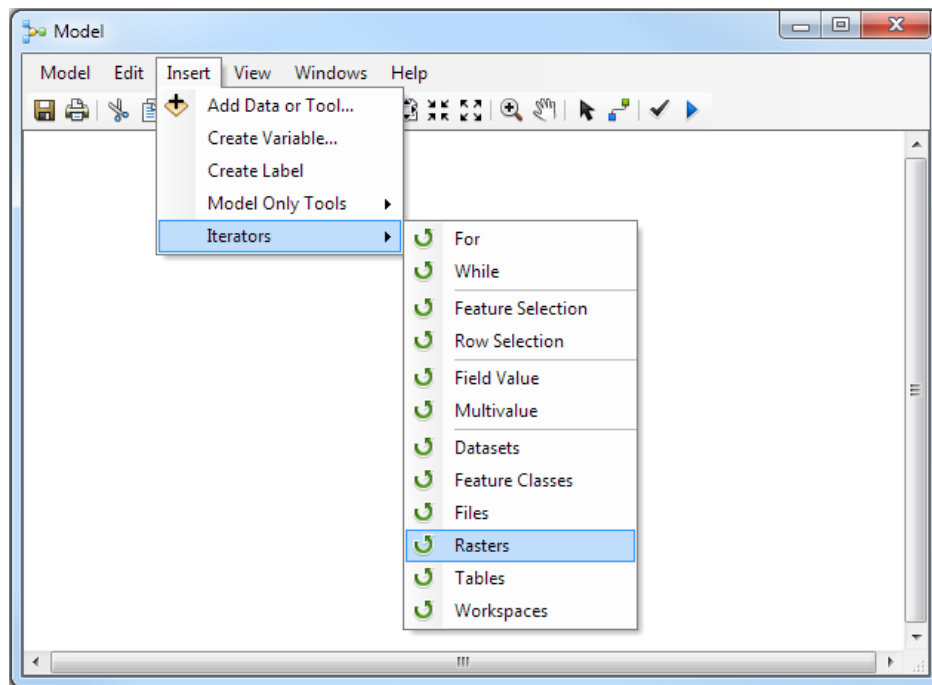 Model
Model Edit Insert View Windows Help
Add Data or Tool...
Create Variable...
Create Label
Model Only Tools
Iterators
For
While
Feature Selection
Row Selection
Field Value
Multivalue
Datasets
Feature Classes
Files
Rasters
Tables
Workspaces